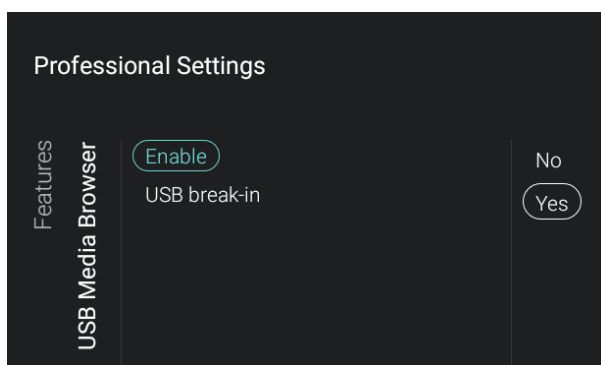 Professional Settings
Features
USB Media Browser
Enable
USB break-in
No
Yes